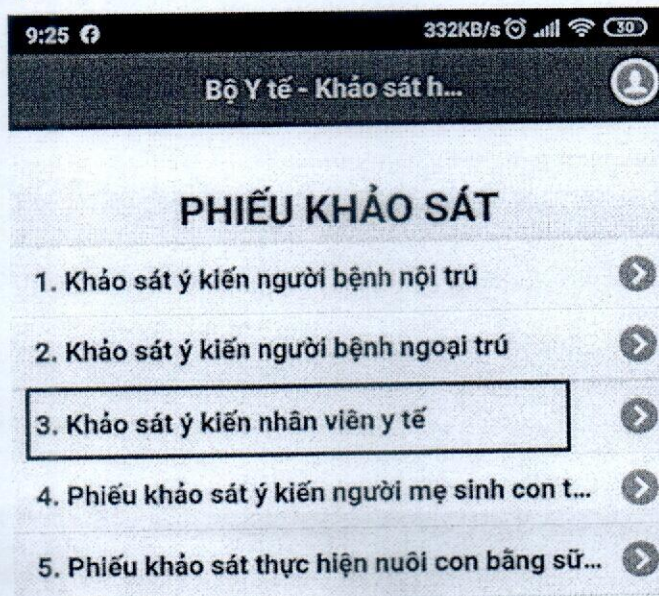 9:25
332KB/s 30
Bộ Y tế - Khảo sát h...
PHIẾU KHẢO SÁT
1. Khảo sát ý kiến người bệnh nội trú
2. Khảo sát ý kiến người bệnh ngoại trú
3. Khảo sát ý kiến nhân viên y tế
4. Phiếu khảo sát ý kiến người mẹ sinh con t...
5. Phiếu khảo sát thực hiện nuôi con bằng sữ...